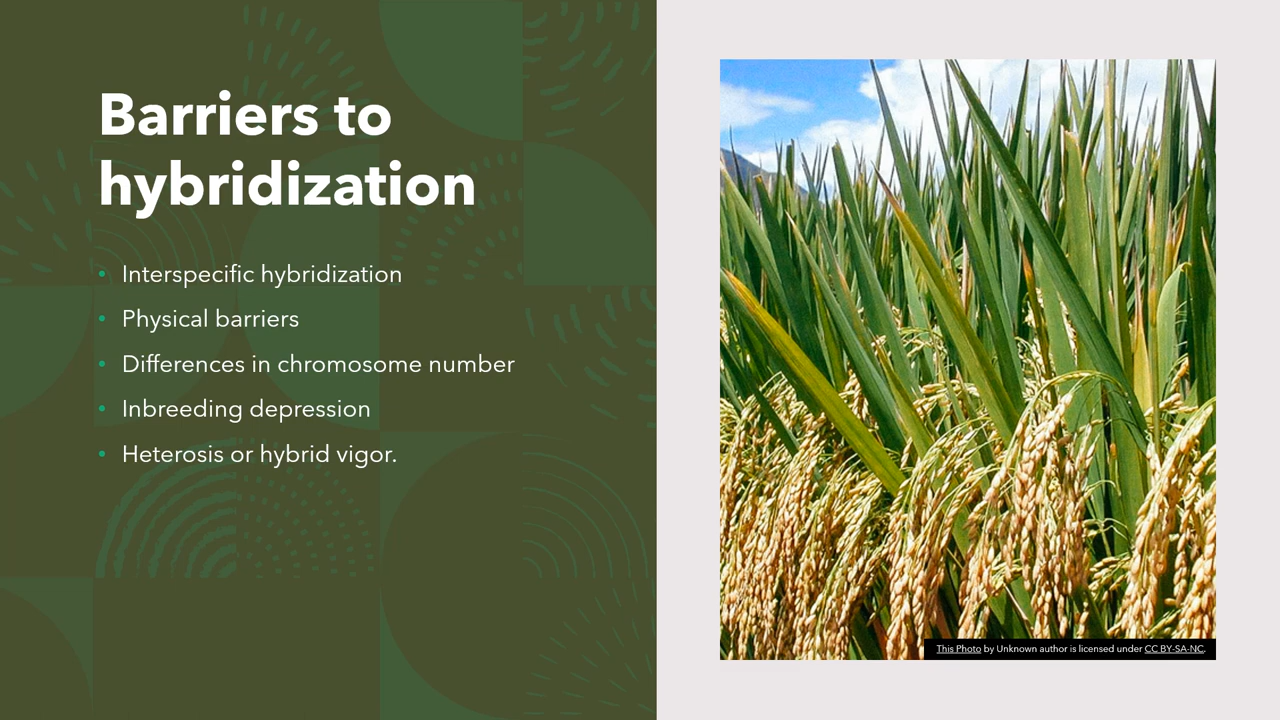 Barriers to
hybridization
• Interspecific hybridization
• Physical barriers
• Differences in chromosome number
• Inbreeding depression
• Heterosis or hybrid vigor.
This Photo by Unknown author is licensed under CC BY-SA-NC.